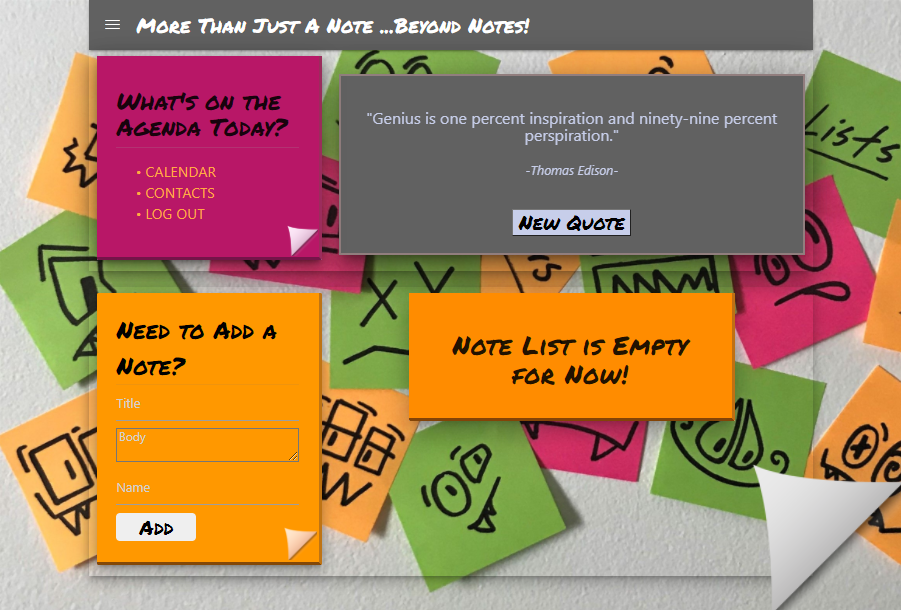 More Than Just A Note ...Beyond Notes!
What's on the
Agenda Today?
• CALENDAR
• CONTACTS
• LOG OUT
"Genius is one percent inspiration and ninety-nine percent
perspiration."
-Thomas Edison-
New Quote
Lists
Need to Add a
Note?
Title
Body
Name
Add
Note List is Empty
for Now!